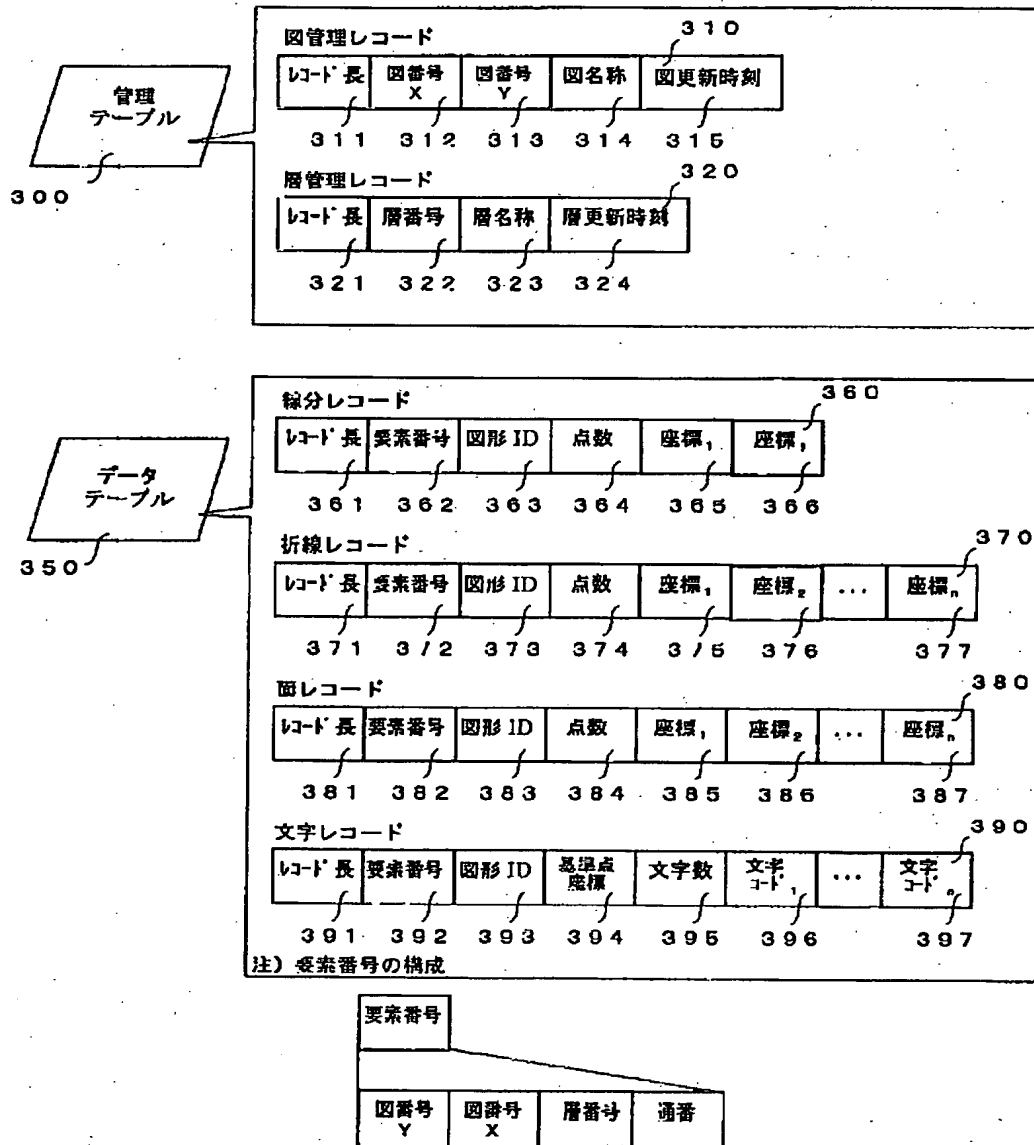 図管理レコード
310
レコード長 図番号X 図番号Y 図名称 図更新時刻
311 312 313 314 315
管理テーブル
300
層管理レコード
320
レコード長 層番号 層名称 層更新時刻
321 322 323 324
線分レコード
360
レコード長 要素番号 図形ID 点数 座標1 座標1
361 362 363 364 365 366
データテーブル
350
折線レコード
370
レコード長 要素番号 図形ID 点数 座標1 座標2 ... 座標n
371 372 373 374 375 376 377
面レコード
380
レコード長 要素番号 図形ID 点数 座標1 座標2 ... 座標n
381 382 383 384 385 386 387
文字レコード
390
レコード長 要素番号 図形ID 基準点座標 文字数 文字コード1 ... 文字コードn
391 392 393 394 395 396 397
注)要素番号の構成
要素番号
図番号Y 図番号X 層番号 通番